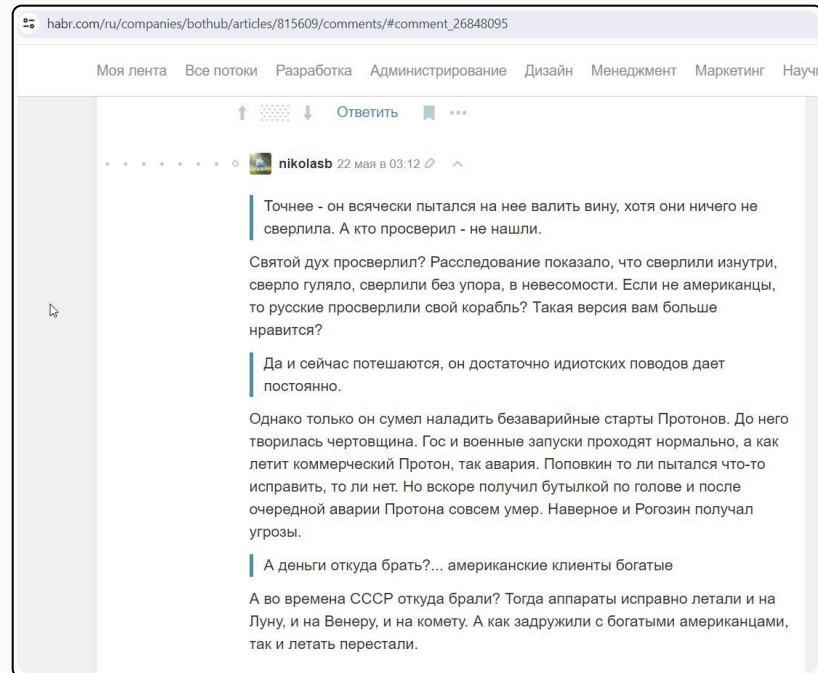 habr.com/ru/companies/bothub/articles/815609/comments/#comment_26848095
Моя лента Все потоки Разработка Администрирование Дизайн Менеджмент Маркетинг
Ответить
nikolasb 22 мая в 03:12
Точнее - он всячески пытался на нее валить вину, хотя они ничего не
сверлила. А кто просверил - не нашли.
Святой дух просверлил? Расследование показало, что сверлили изнутри,
сверло гуляло, сверлили без упора, в невесомости. Если не американцы,
то русские просверлили свой корабль? Такая версия вам больше
нравится?
Да и сейчас потешаются, он достаточно идиотских поводов дает
постоянно.
Однако только он сумел наладить безаварийные старты Протонов. До него
творилась чертовщина. Гос и военные запуски проходят нормально, а как
летит коммерческий Протон, так авария. Поповкин то ли пытался что-то
исправить, то ли нет. Но вскоре получил бутылкой по голове и после
очередной аварии Протона совсем умер. Наверное и Рогозин получал
угрозы.
А деньги откуда брать?... американские клиенты богатые
А во времена СССР откуда брали? Тогда аппараты исправно летали и на
Луну, и на Венеру, и на комету. А как задружили с богатыми американцами,
так и летать перестали.